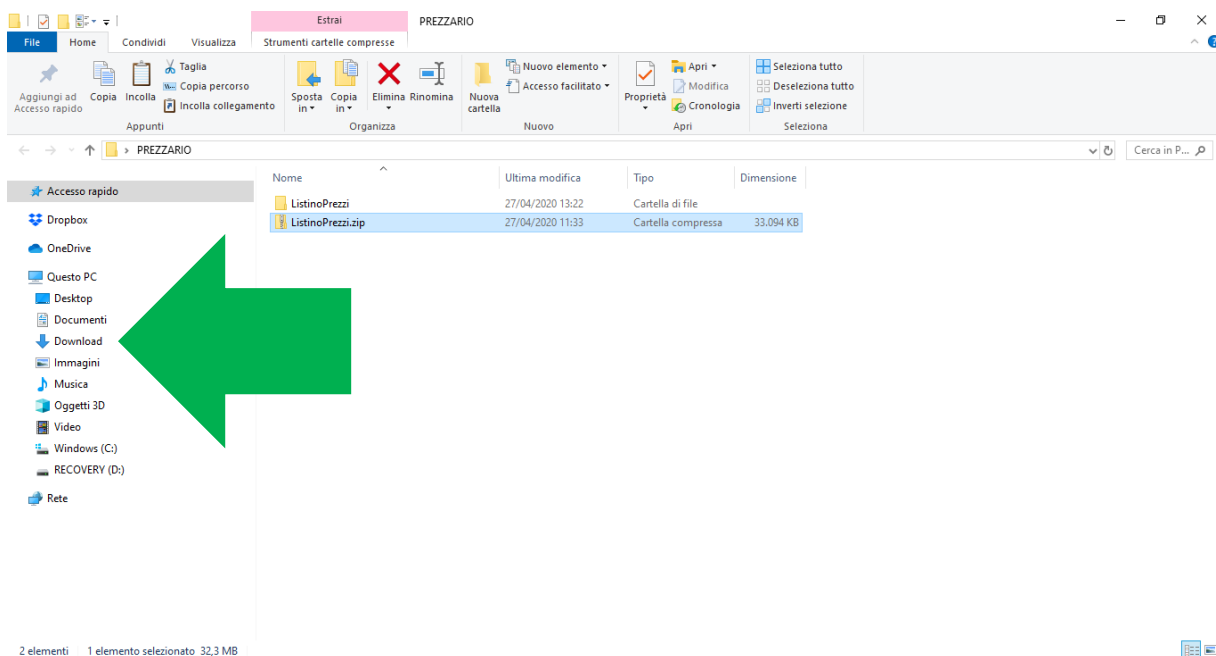 Estrai PREZZARIO
File Home Condividi Visualizza Strumenti cartelle compresse
Aggiungi ad Accesso rapido
Copia
Incolla
Taglia
Copia percorso
Incolla collegamento
Appunti
Sposta in
Copia in
Elimina
Rinomina
Organizza
Nuova cartella
Nuovo elemento
Accesso facilitato
Nuovo
Proprietà
Apri
Modifica
Cronologia
Apri
Seleziona tutto
Deseleziona tutto
Inverti selezione
Seleziona
PREZZARIO
Cerca in P...
Nome Ultima modifica Tipo Dimensione
ListinoPrezzi 27/04/2020 13:22 Cartella di file
ListinoPrezzi.zip 27/04/2020 11:33 Cartella compressa 33.094 KB
Accesso rapido
Dropbox
OneDrive
Questo PC
Desktop
Documenti
Download
Immagini
Musica
Oggetti 3D
Video
Windows (C:)
RECOVERY (D:)
Rete
2 elementi 1 elemento selezionato 32,3 MB